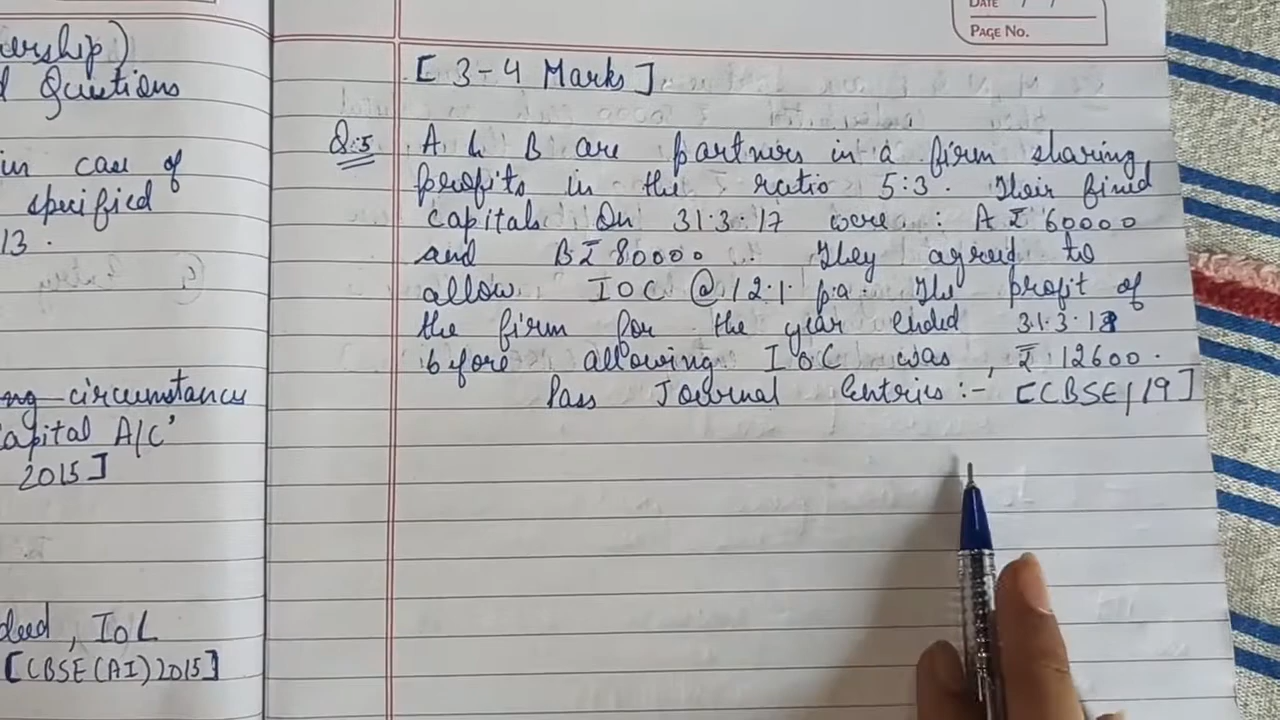 nership)
d Questions
in case of
specified
13.
ng circumstance
Capital A/C'
2015]
deed, IoL
[CBSE(AI) 2015]
DATE / /
PAGE No.
[3-4 Marks]
Q:5 A & B are partners in a firm sharing
profits in the ratio 5:3. Their fixed
capitals On 31.3.17 were : A ₹ 60000
and B ₹ 80000. They agreed to
allow IOC @ 12% p.a. The profit of
the firm for the year ended 31.3.18
before allowing IOC was, ₹ 12600.
Pass Journal Entries :- [CBSE/19]